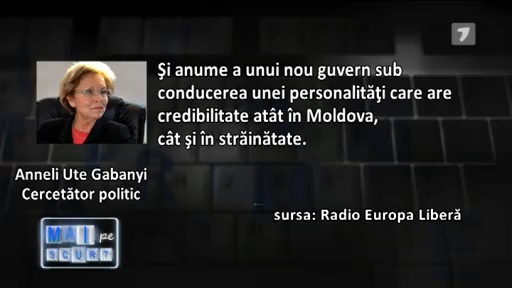 7
Şi anume a unui nou guvern sub
conducerea unei personalităţi care are
credibilitate atât în Moldova,
cât şi în străinătate.
Anneli Ute Gabanyi
Cercetător politic
sursa: Radio Europa Liberă
MAI pe
SCURT